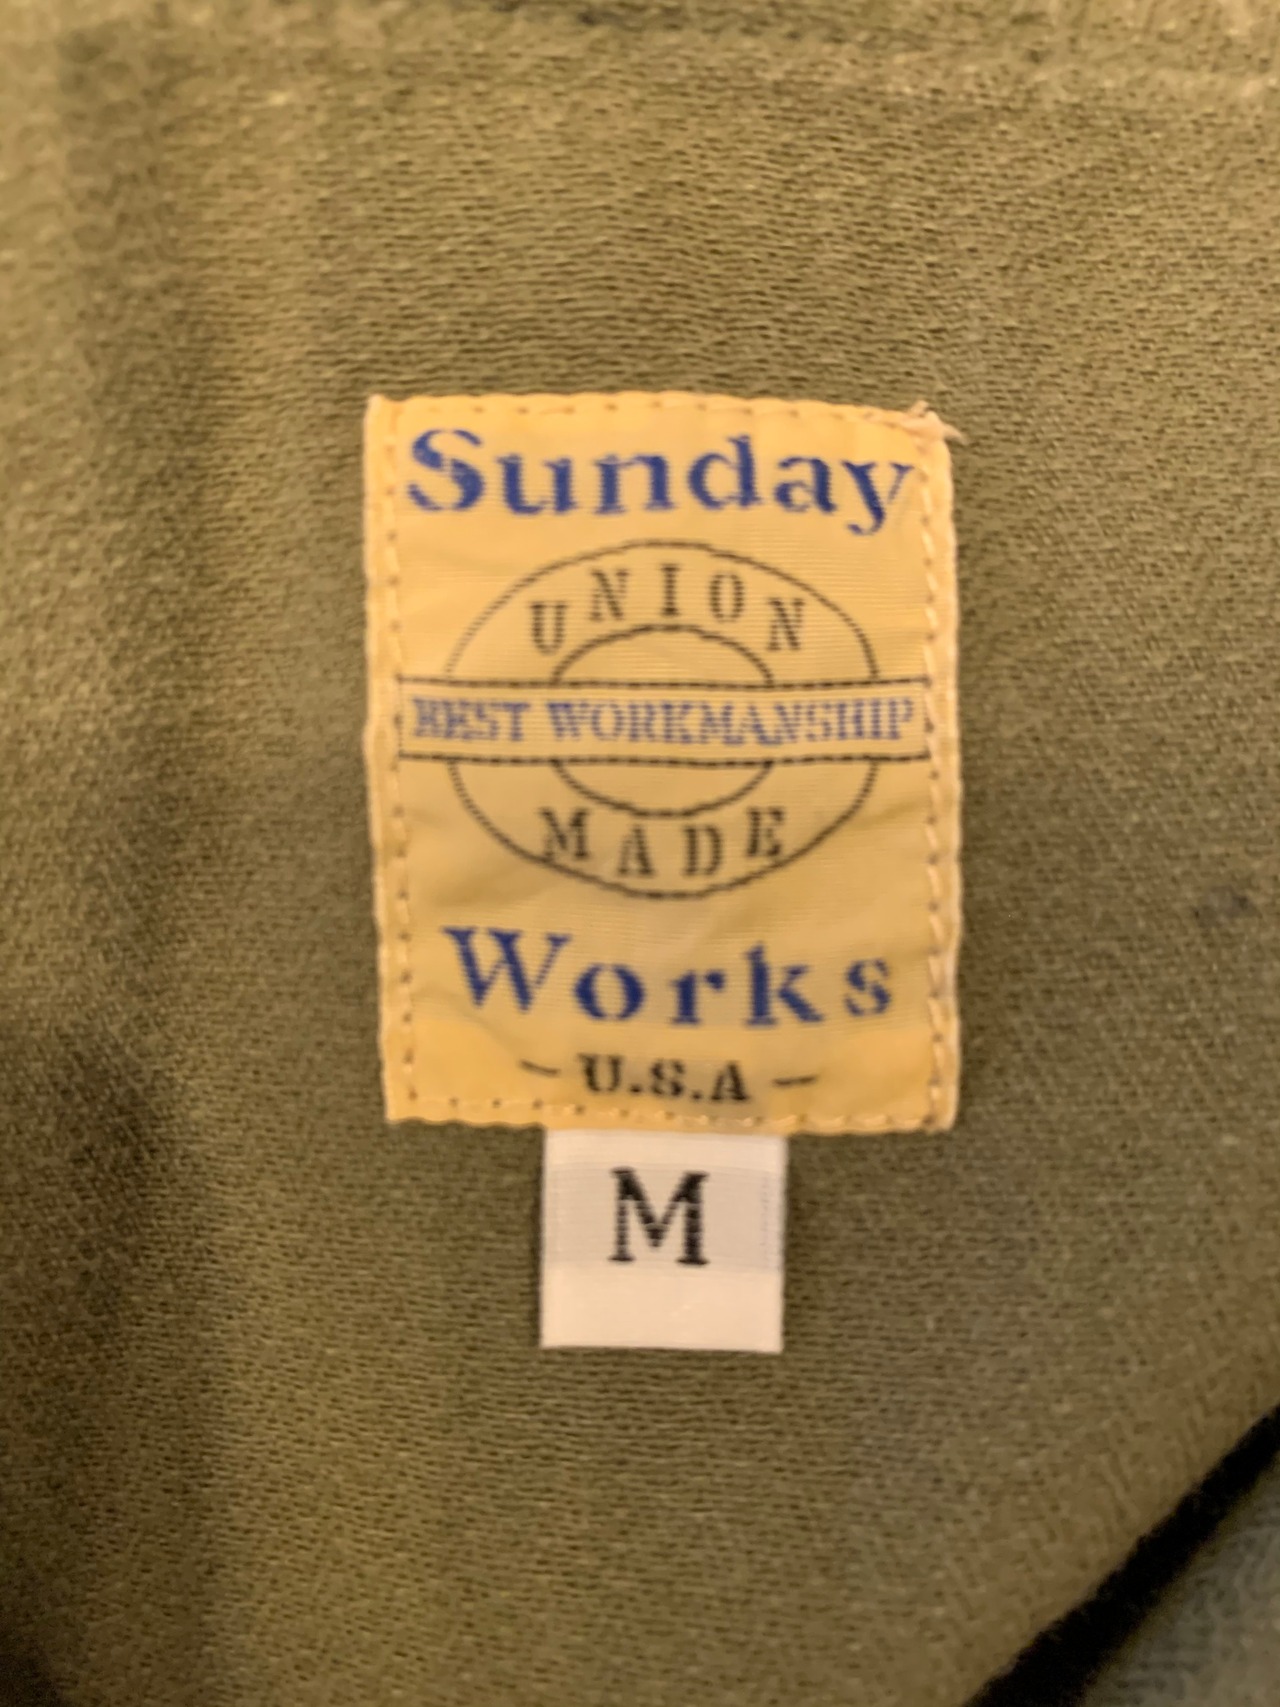 Sunday
UNION
BEST WORKMANSHIP
MADE
Works
- U.S.A -
M